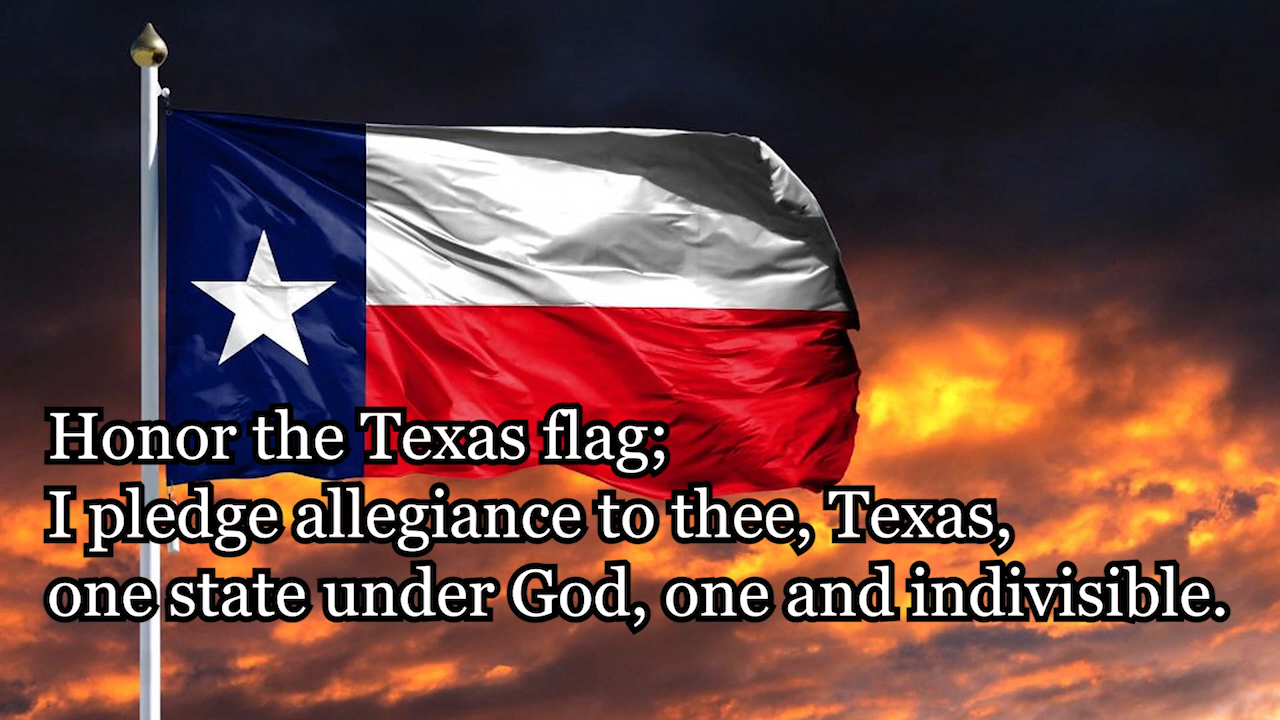 Honor the Texas flag;
I pledge allegiance to thee, Texas,
one state under God, one and indivisible.